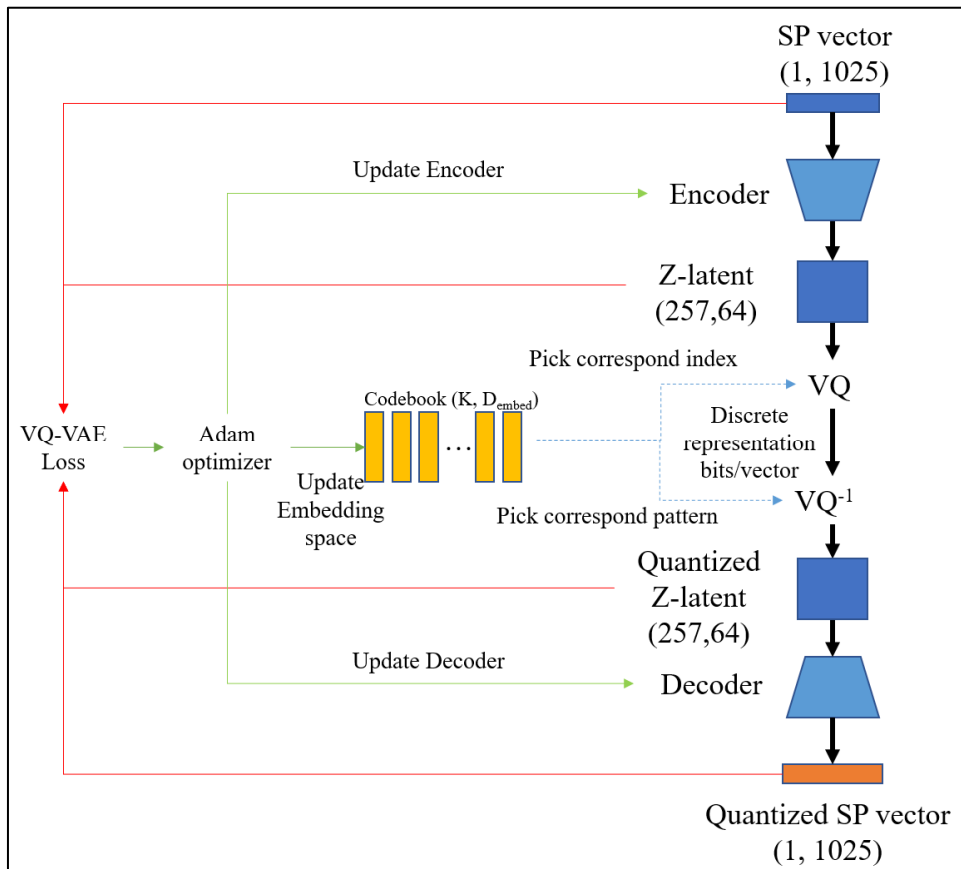 SP vector
(1, 1025)
Update Encoder
Encoder
Z-latent
(257,64)
Pick correspond index
VQ
Codebook (K, D_embed)
...
VQ-VAE
Loss
Adam
optimizer
Discrete
representation
bits/vector
Update
Embedding
space
Pick correspond pattern
VQ⁻¹
Quantized
Z-latent
(257,64)
Update Decoder
Decoder
Quantized SP vector
(1, 1025)